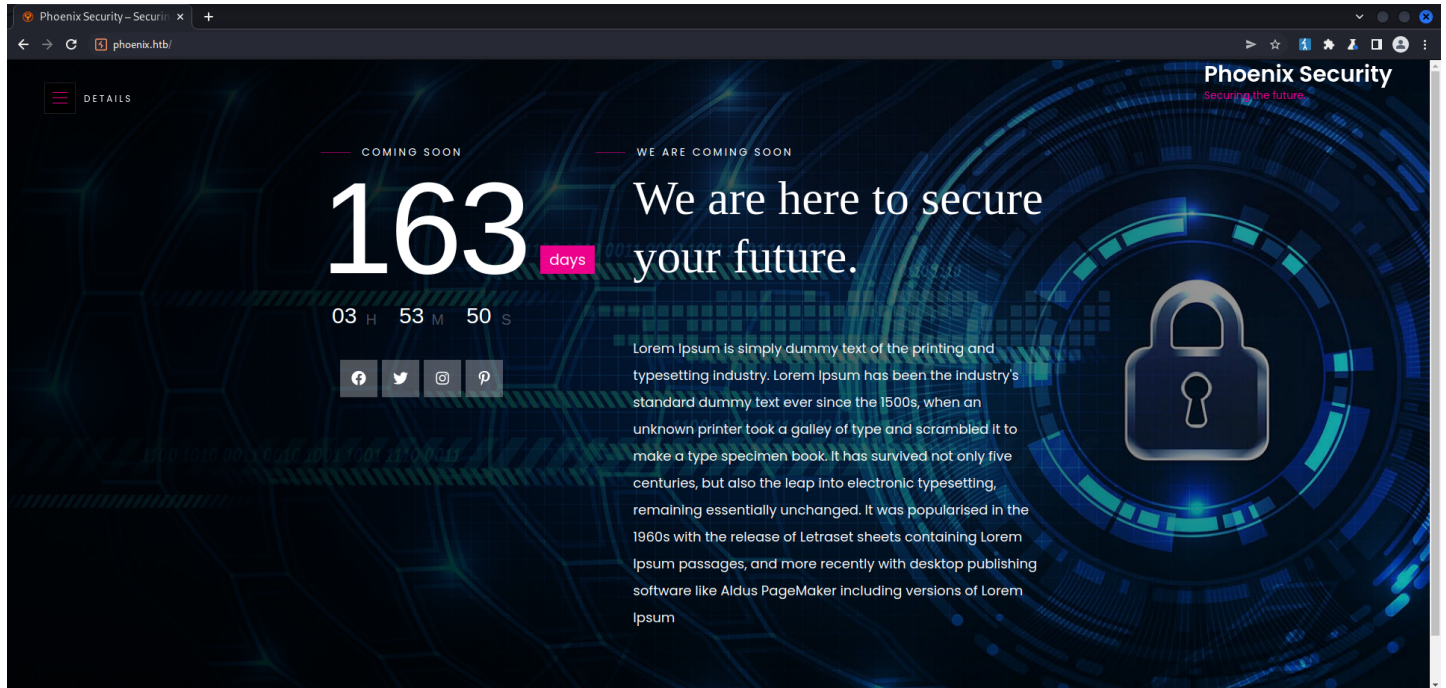 Phoenix Security – Securin
phoenix.htb/
DETAILS
Phoenix Security
Securing the future..
COMING SOON
163
days
03 H 53 M 50 S
WE ARE COMING SOON
We are here to secure
your future.
Lorem Ipsum is simply dummy text of the printing and
typesetting industry. Lorem Ipsum has been the industry's
standard dummy text ever since the 1500s, when an
unknown printer took a galley of type and scrambled it to
make a type specimen book. It has survived not only five
centuries, but also the leap into electronic typesetting,
remaining essentially unchanged. It was popularised in the
1960s with the release of Letraset sheets containing Lorem
Ipsum passages, and more recently with desktop publishing
software like Aldus PageMaker including versions of Lorem
Ipsum